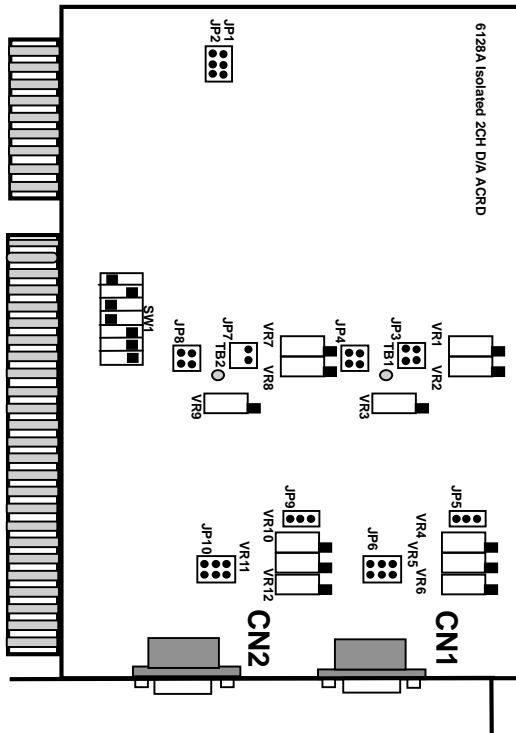 6128A Isolated 2CH D/A ACRD
JP1
JP2
SW1
JP8
JP7
TB2
VR7
VR8
VR9
JP4
JP3
TB1
VR1
VR2
VR3
JP9
VR10
JP10
VR11
VR12
JP5
VR4
JP6
VR5
VR6
CN2
CN1